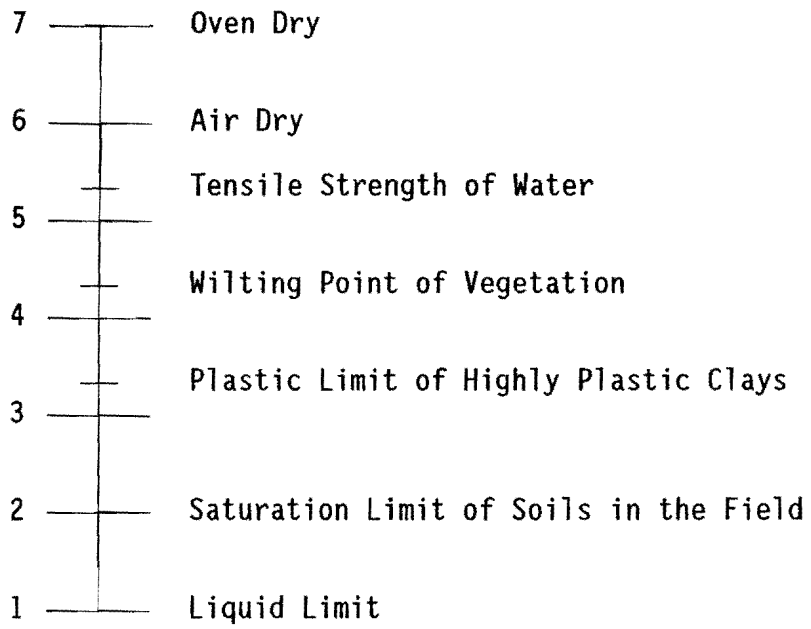 7 Oven Dry
6 Air Dry
Tensile Strength of Water
5
Wilting Point of Vegetation
4
Plastic Limit of Highly Plastic Clays
3
2 Saturation Limit of Soils in the Field
1 Liquid Limit